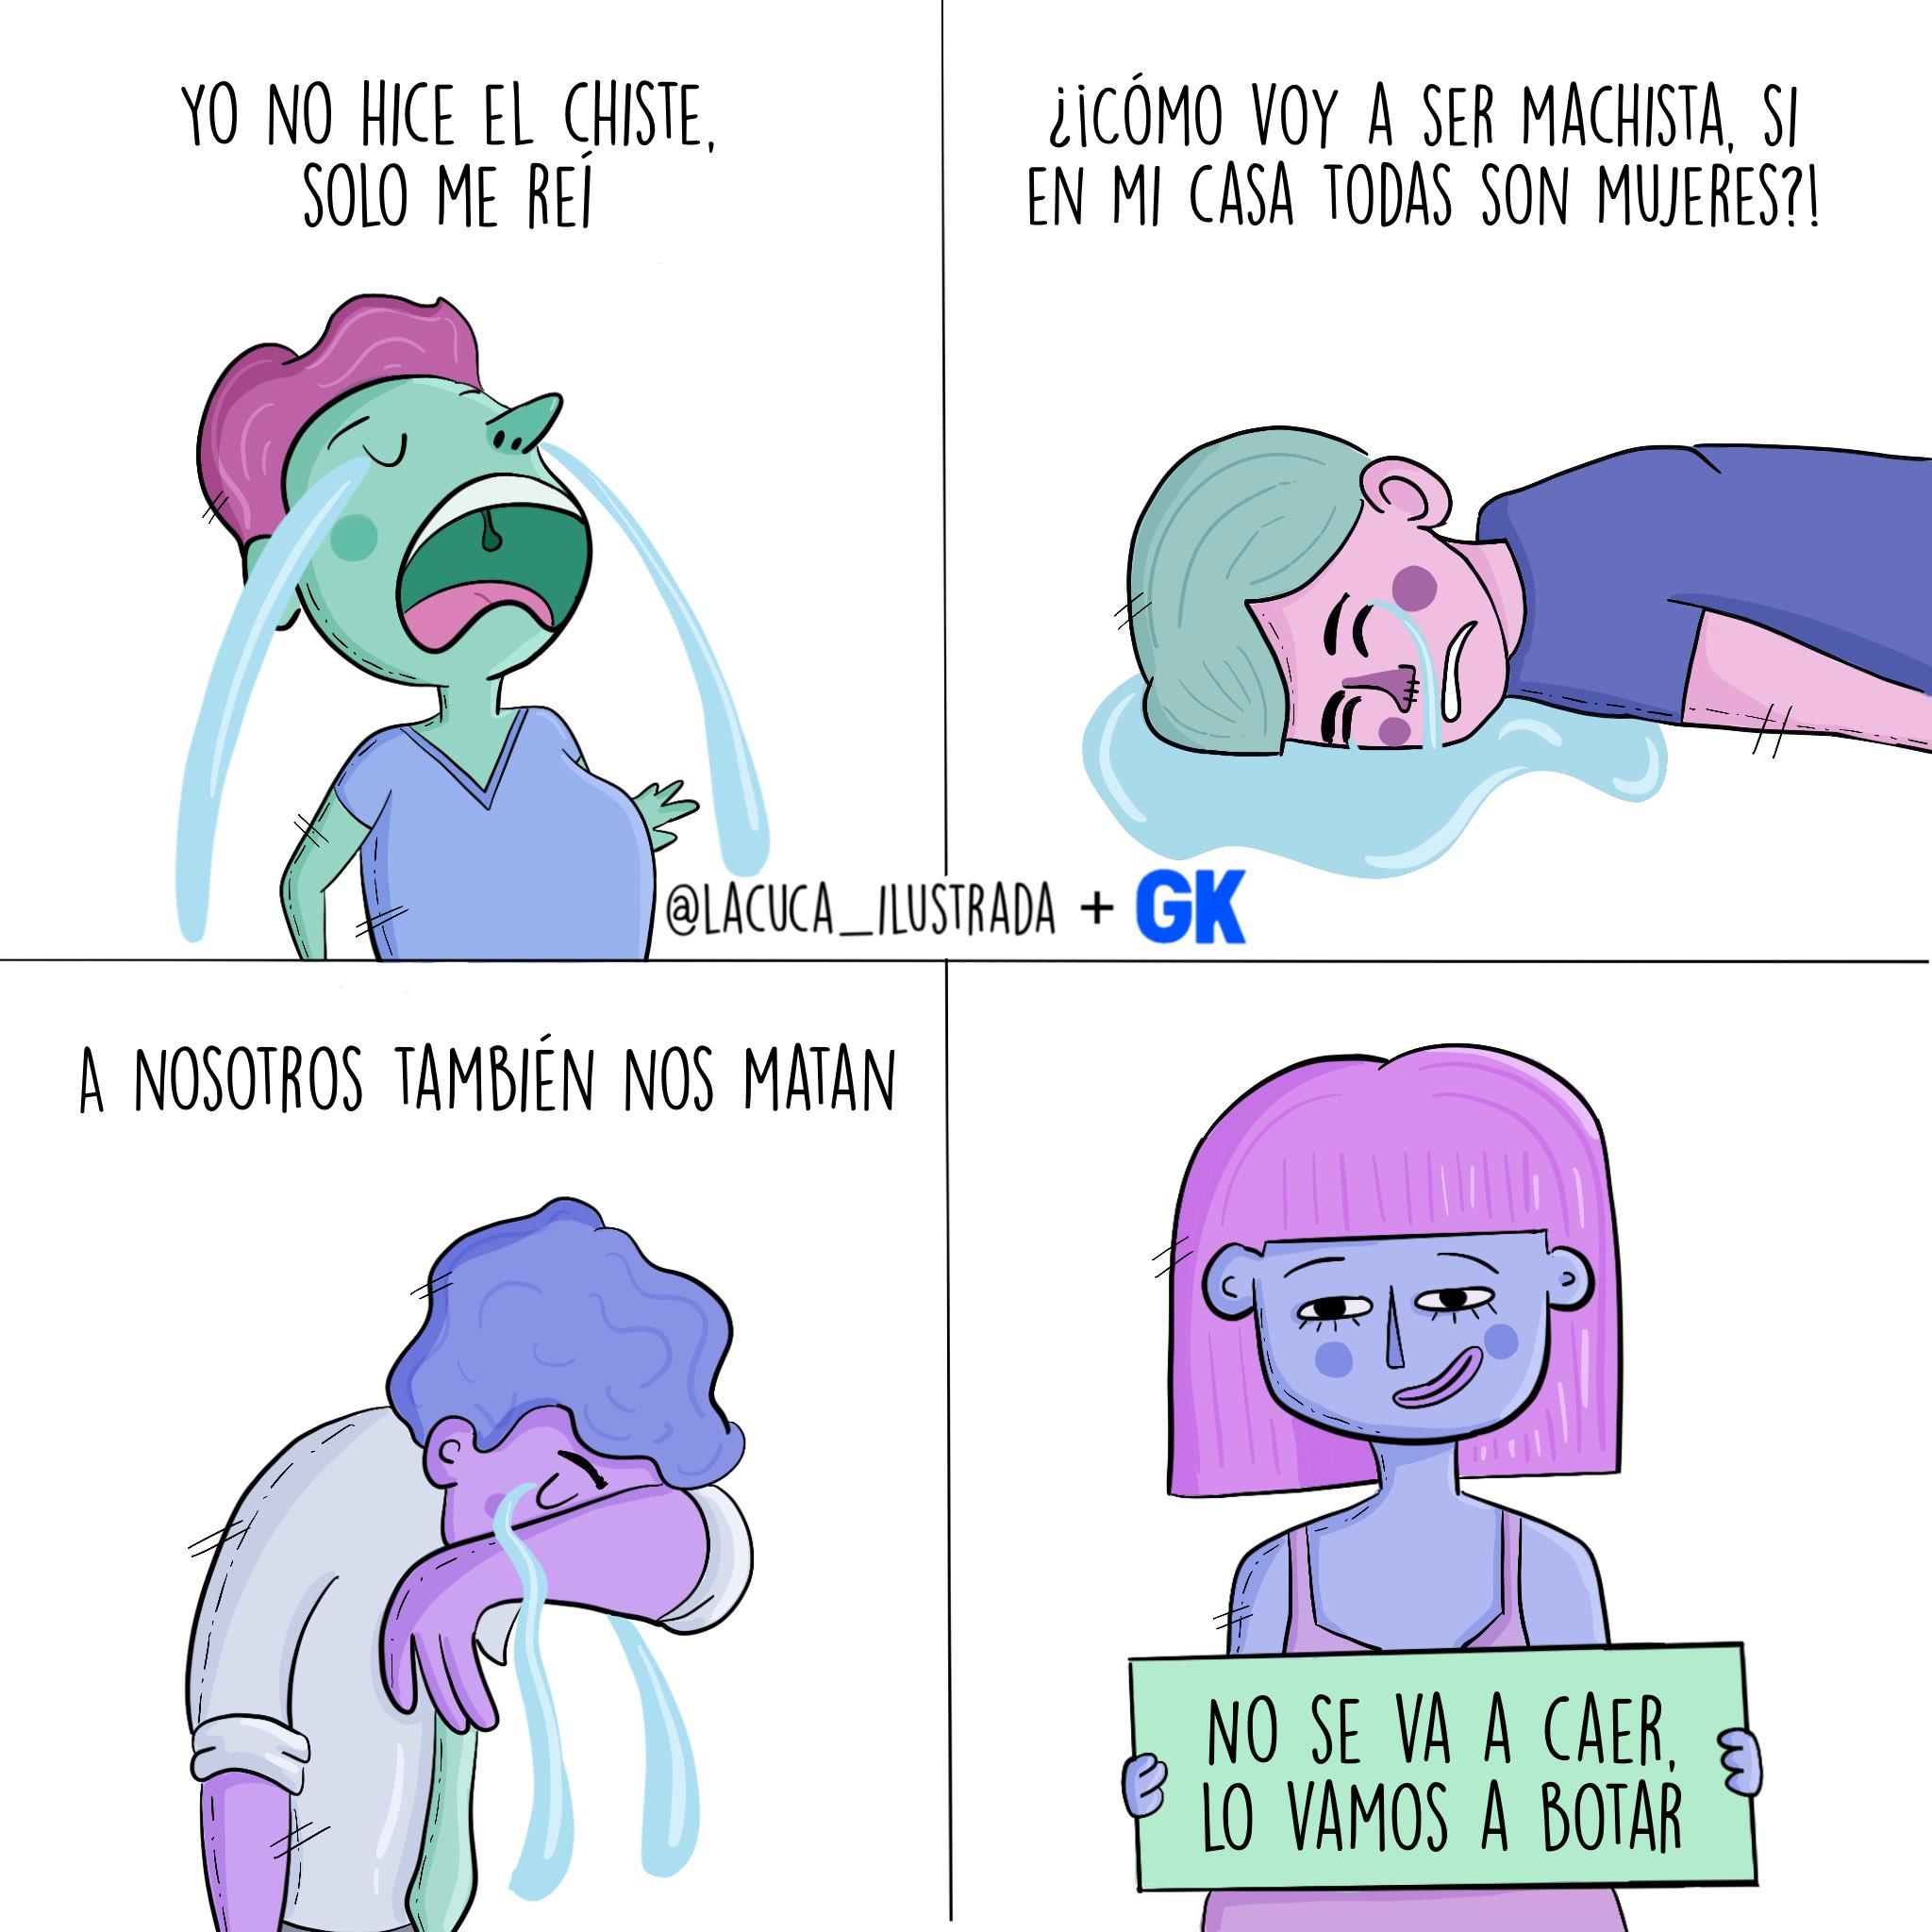 YO NO HICE EL CHISTE,
SOLO ME REÍ
¿¡CÓMO VOY A SER MACHISTA, SI
EN MI CASA TODAS SON MUJERES?!
@LACUCA_ILUSTRADA + GK
A NOSOTROS TAMBIÉN NOS MATAN
NO SE VA A CAER,
LO VAMOS A BOTAR